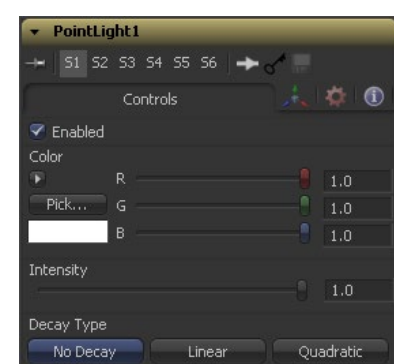 PointLight1
S1 S2 S3 S4 S5 S6
Controls
Enabled
Color
R 1.0
Pick... G 1.0
B 1.0
Intensity
1.0
Decay Type
No Decay Linear Quadratic